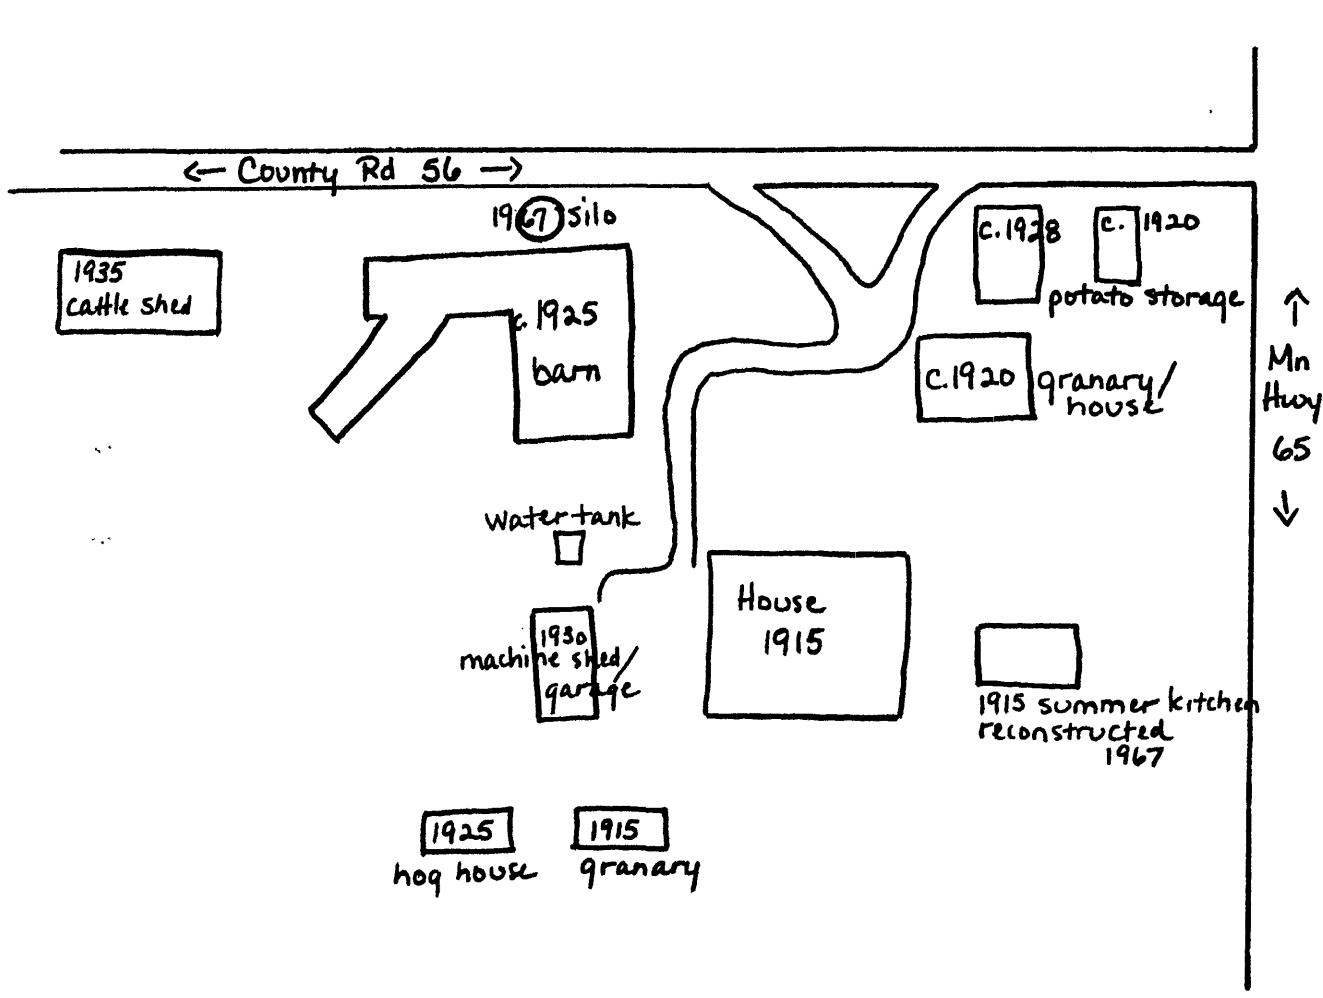 ← County Rd 56 →
1967 silo
1935
cattle shed
c. 1925
barn
c. 1928
c. 1920
potato storage
c. 1920
granary/
house
↑
Mn
Hwy
65
↓
water tank
1930
machine shed/
garage
House
1915
1915 summer kitchen
reconstructed
1967
1925
hog house
1915
granary